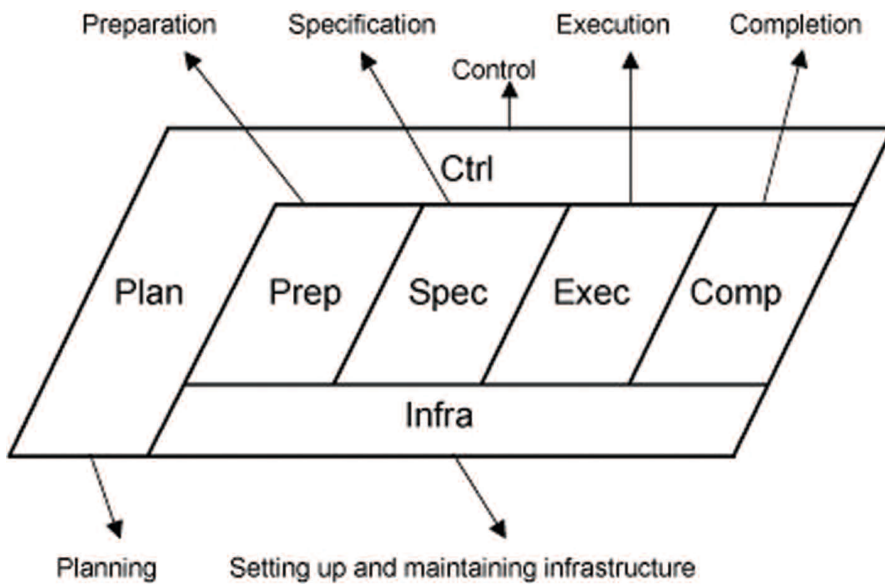 Preparation
Specification
Execution
Completion
Control
Ctrl
Plan
Prep
Spec
Exec
Comp
Infra
Planning
Setting up and maintaining infrastructure